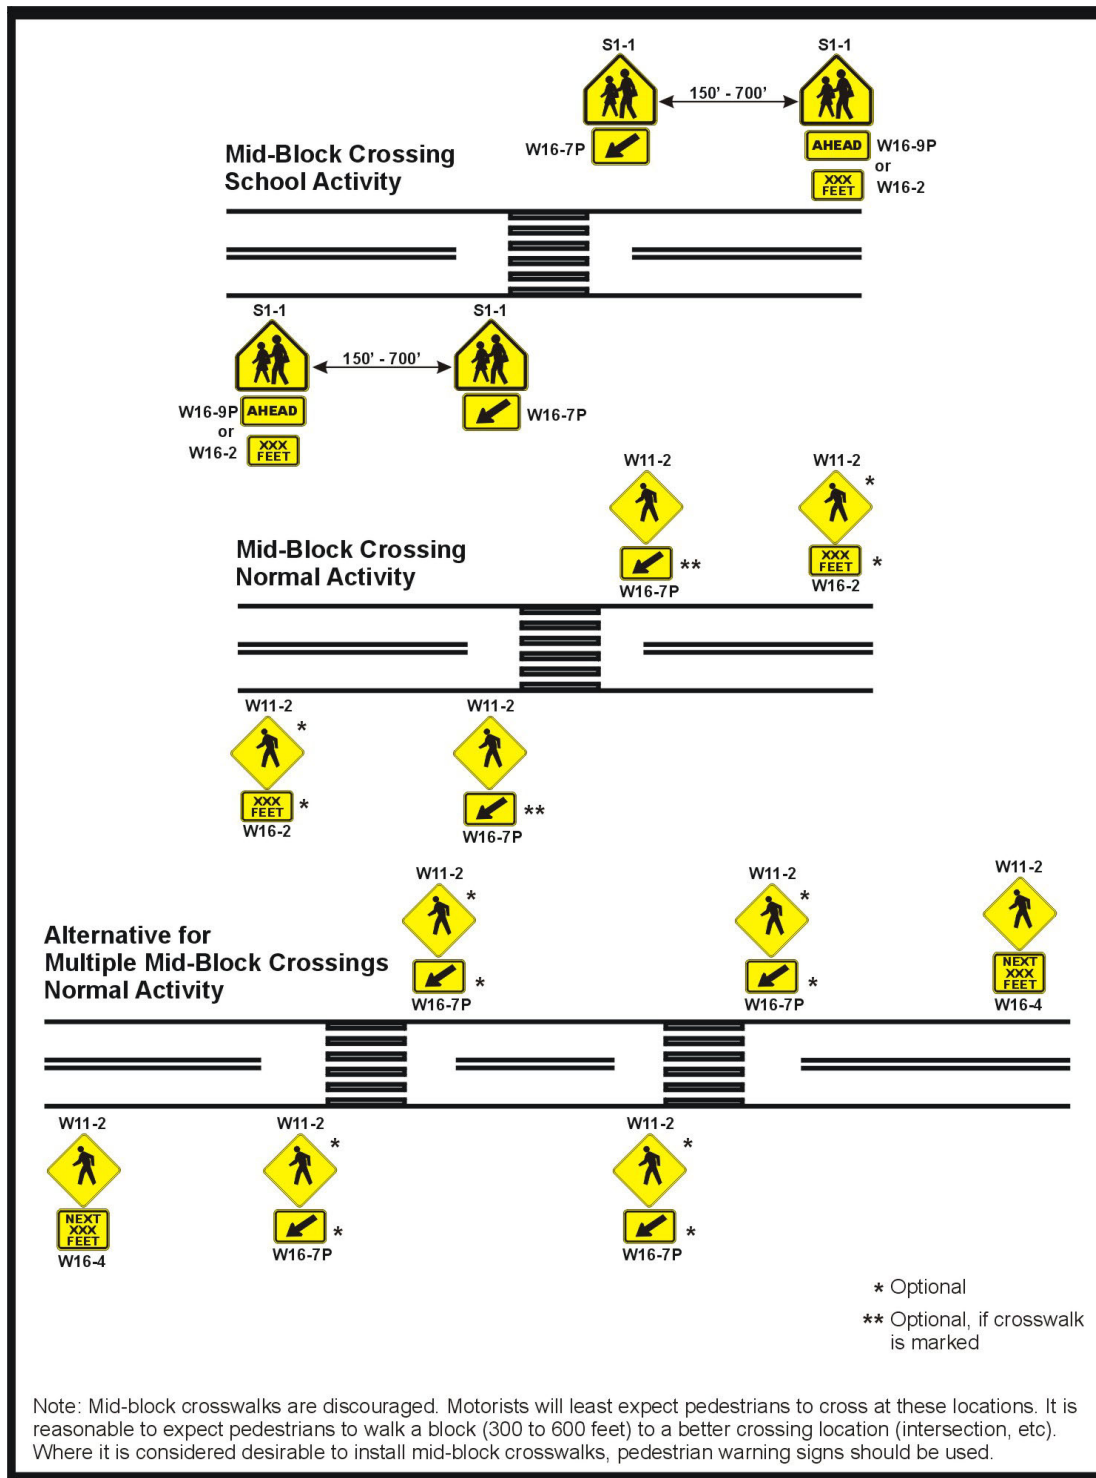 S1-1
S1-1
150' - 700'
W16-7P
AHEAD
W16-9P
or
XXX
FEET
W16-2
Mid-Block Crossing
School Activity
S1-1
S1-1
150' - 700'
W16-9P
AHEAD
or
W16-2
XXX
FEET
W16-7P
W11-2
W11-2
*
Mid-Block Crossing
Normal Activity
**
XXX
FEET
*
W16-7P
W16-2
W11-2
*
W11-2
XXX
FEET
*
W16-2
**
W16-7P
W11-2
*
W11-2
*
W11-2
Alternative for
Multiple Mid-Block Crossings
Normal Activity
*
W16-7P
*
W16-7P
NEXT
XXX
FEET
W16-4
W11-2
W11-2
*
W11-2
*
NEXT
XXX
FEET
W16-4
*
W16-7P
*
W16-7P
* Optional
** Optional, if crosswalk
is marked
Note: Mid-block crosswalks are discouraged. Motorists will least expect pedestrians to cross at these locations. It is
reasonable to expect pedestrians to walk a block (300 to 600 feet) to a better crossing location (intersection, etc).
Where it is considered desirable to install mid-block crosswalks, pedestrian warning signs should be used.